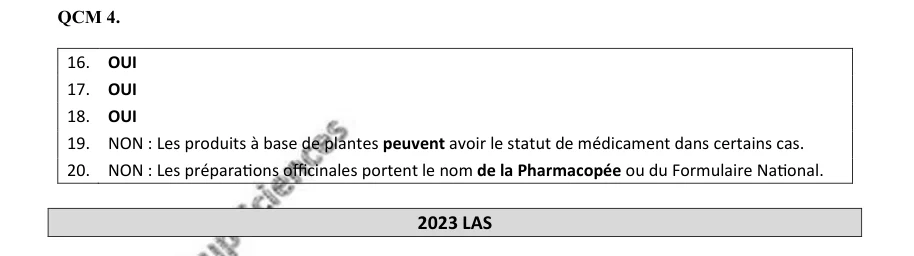 QCM 4.
16. OUI
17. OUI
18. OUI
19. NON : Les produits à base de plantes peuvent avoir le statut de médicament dans certains cas.
20. NON : Les préparations officinales portent le nom de la Pharmacopée ou du Formulaire National.
2023 LAS
Sciences